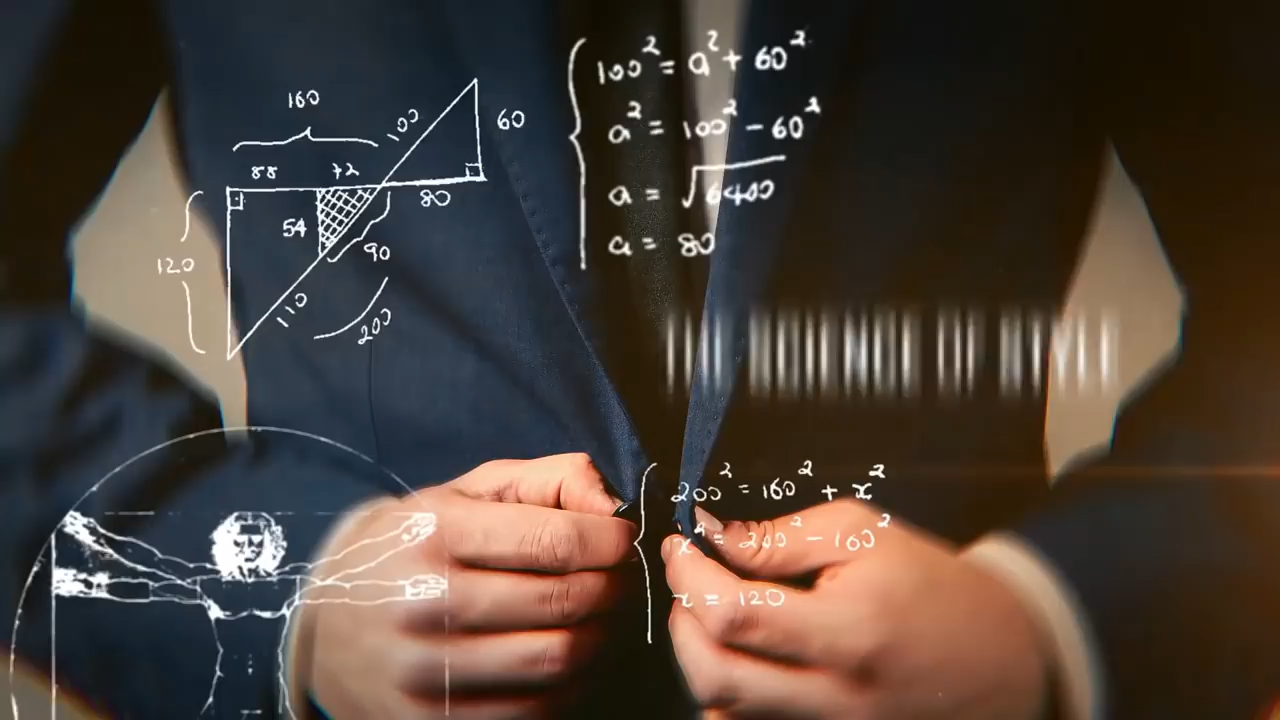 160
100
60
88
72
80
54
90
120
110
200
100² = a² + 60²
a² = 100² - 60²
a = √6400
a = 80
200² = 160² + x²
x² = 200² - 160²
x = 120